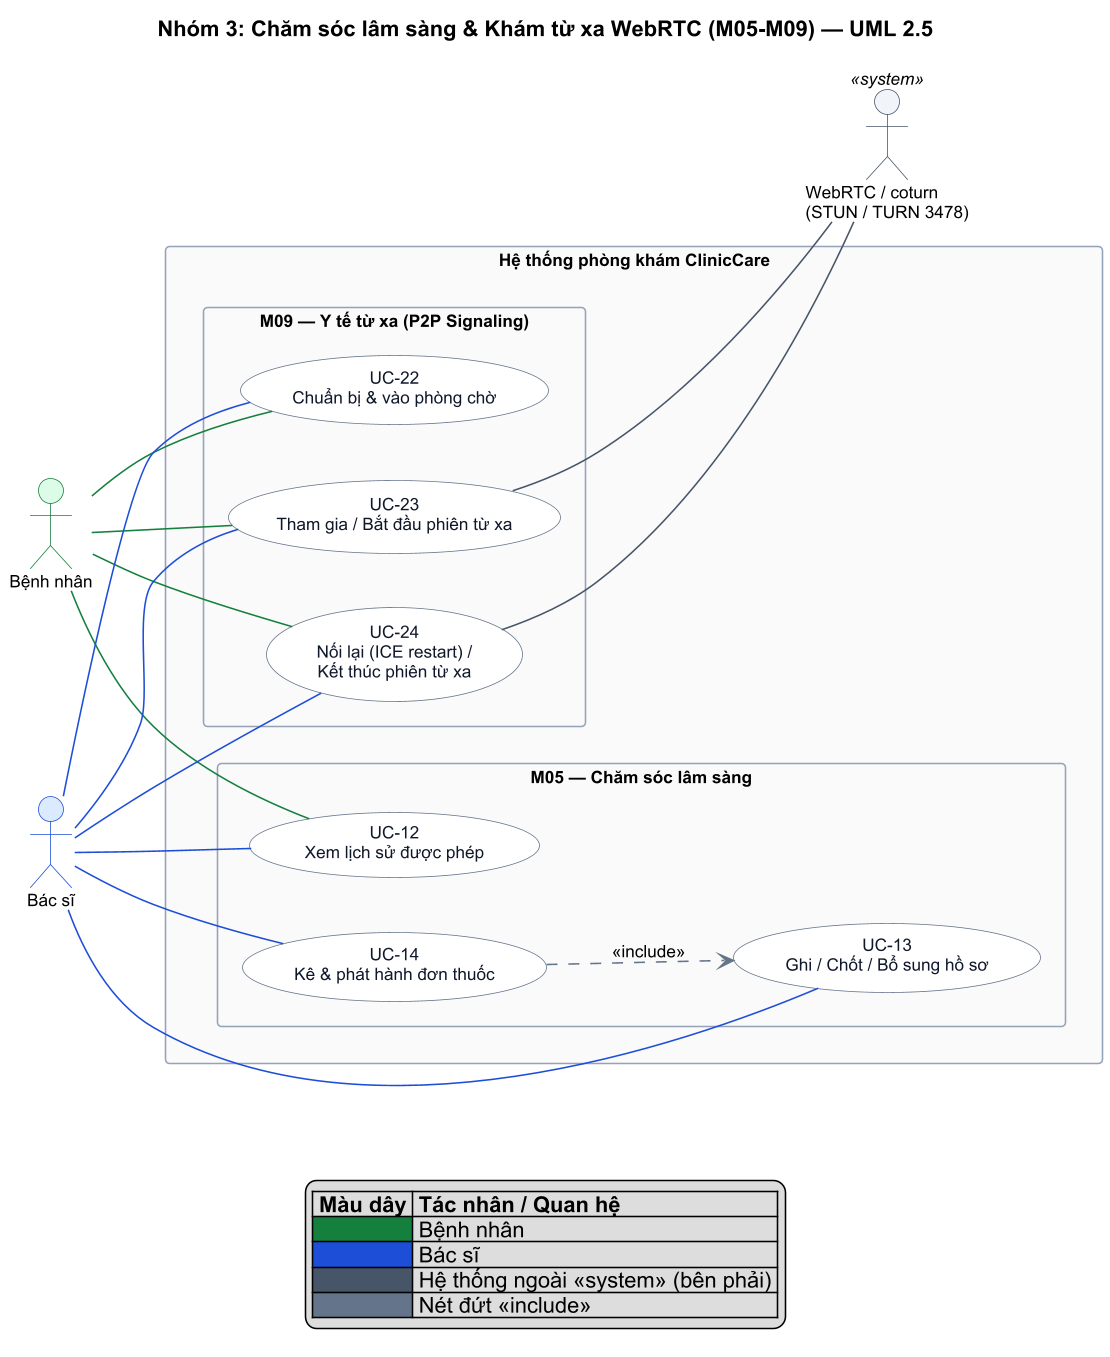 Nhóm 3: Chăm sóc lâm sàng & Khám từ xa WebRTC (M05-M09) — UML 2.5
«system»
WebRTC / coturn
(STUN / TURN 3478)
Hệ thống phòng khám ClinicCare
M09 — Y tế từ xa (P2P Signaling)
UC-22
Chuẩn bị & vào phòng chờ
UC-23
Tham gia / Bắt đầu phiên từ xa
Bệnh nhân
UC-24
Nối lại (ICE restart) /
Kết thúc phiên từ xa
M05 — Chăm sóc lâm sàng
UC-12
Xem lịch sử được phép
Bác sĩ
UC-14
Kê & phát hành đơn thuốc
«include»
UC-13
Ghi / Chốt / Bổ sung hồ sơ
Màu dây Tác nhân / Quan hệ
Bệnh nhân
Bác sĩ
Hệ thống ngoài «system» (bên phải)
Nét đứt «include»